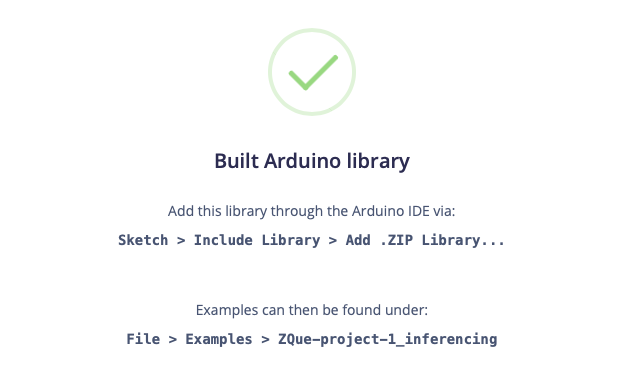 Built Arduino library
Add this library through the Arduino IDE via:
Sketch > Include Library > Add .ZIP Library...
Examples can then be found under:
File > Examples > ZQue-project-1_inferencing